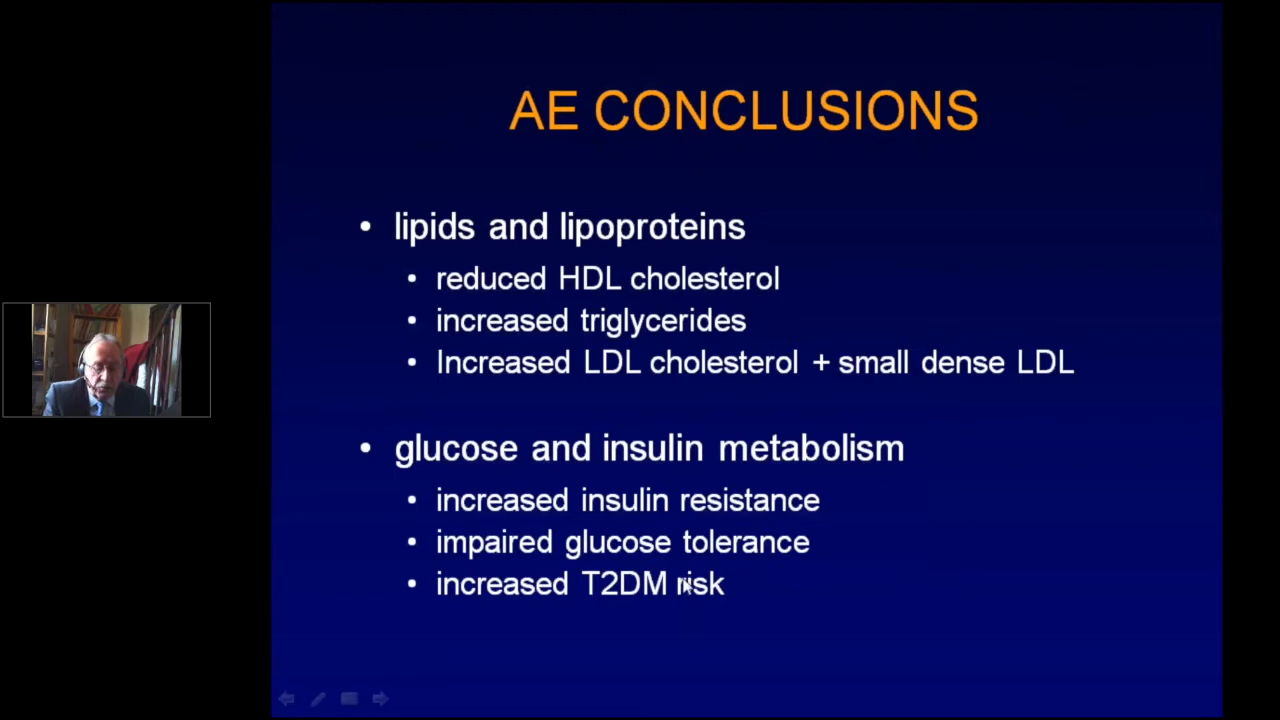 AE CONCLUSIONS
• lipids and lipoproteins
• reduced HDL cholesterol
• increased triglycerides
• Increased LDL cholesterol + small dense LDL
• glucose and insulin metabolism
• increased insulin resistance
• impaired glucose tolerance
• increased T2DM risk